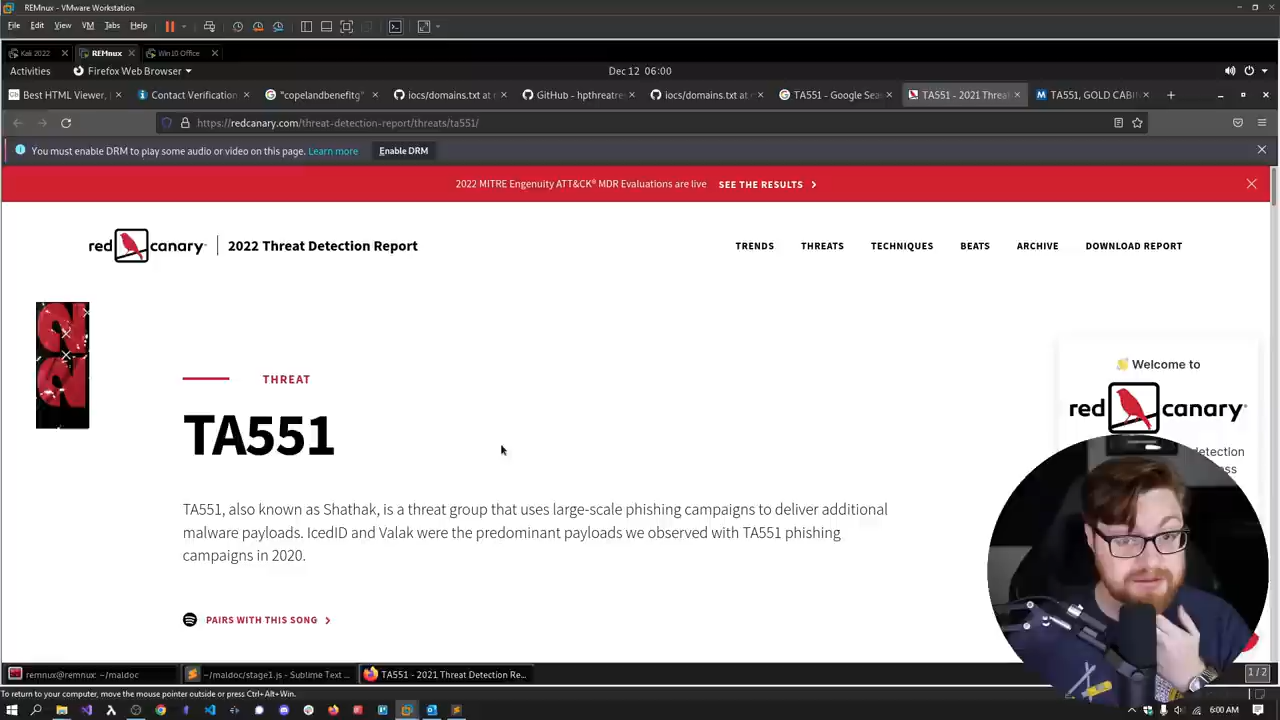 REMnux - VMware Workstation
File Edit View VM Tabs Help
Kali 2022 REMnux Win10 Office
Activities Firefox Web Browser Dec 12 06:00
Best HTML Viewer, Contact Verification "copelandbenefitg" iocs/domains.txt at r GitHub - hpthreatre iocs/domains.txt at TA551 - Google Sea TA551 - 2021 Threat TA551, GOLD CABI
https://redcanary.com/threat-detection-report/threats/ta551/
You must enable DRM to play some audio or video on this page. Learn more Enable DRM
2022 MITRE Engenuity ATT&CK® MDR Evaluations are live SEE THE RESULTS
red canary 2022 Threat Detection Report TRENDS THREATS TECHNIQUES BEATS ARCHIVE DOWNLOAD REPORT
22
Welcome to
red canary
THREAT
TA551
detection
ss
TA551, also known as Shathak, is a threat group that uses large-scale phishing campaigns to deliver additional
malware payloads. IcedID and Valak were the predominant payloads we observed with TA551 phishing
campaigns in 2020.
PAIRS WITH THIS SONG
remnux@remnux: ~/maldoc ~/maldoc/stage1.js - Sublime Text ... TA551 - 2021 Threat Detection Re... 1 / 2
To return to your computer, move the mouse pointer outside or press Ctrl+Alt+Win.
6:00 AM